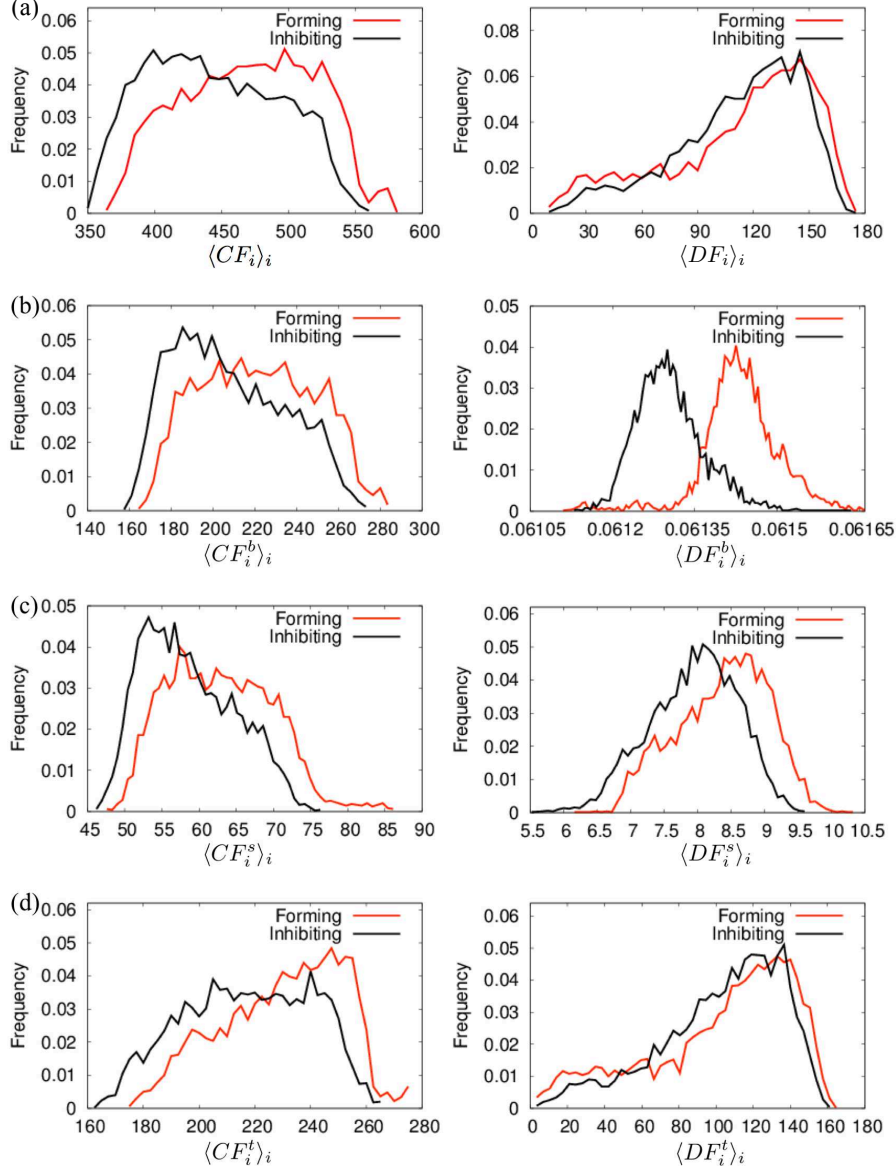 (a)
0.06
0.05
0.04
0.03
0.02
0.01
0
Frequency
Forming
Inhibiting
350 400 450 500 550 600
⟨CF_i⟩_i
0.08
0.06
0.04
0.02
0
Frequency
Forming
Inhibiting
0 30 60 90 120 150 180
⟨DF_i⟩_i
(b)
0.06
0.05
0.04
0.03
0.02
0.01
0
Frequency
Forming
Inhibiting
140 180 220 260 300
⟨CF_i^b⟩_i
0.05
0.04
0.03
0.02
0.01
0
Frequency
Forming
Inhibiting
0.06105 0.0612 0.06135 0.0615 0.06165
⟨DF_i^b⟩_i
(c)
0.05
0.04
0.03
0.02
0.01
0
Frequency
Forming
Inhibiting
45 50 55 60 65 70 75 80 85 90
⟨CF_i^s⟩_i
0.06
0.05
0.04
0.03
0.02
0.01
0
Frequency
Forming
Inhibiting
5.5 6 6.5 7 7.5 8 8.5 9 9.5 10.5
⟨DF_i^s⟩_i
(d)
0.06
0.05
0.04
0.03
0.02
0.01
0
Frequency
Forming
Inhibiting
160 180 200 220 240 260 280
⟨CF_i^t⟩_i
0.06
0.05
0.04
0.03
0.02
0.01
0
Frequency
Forming
Inhibiting
0 20 40 60 80 100 120 140 160 180
⟨DF_i^t⟩_i